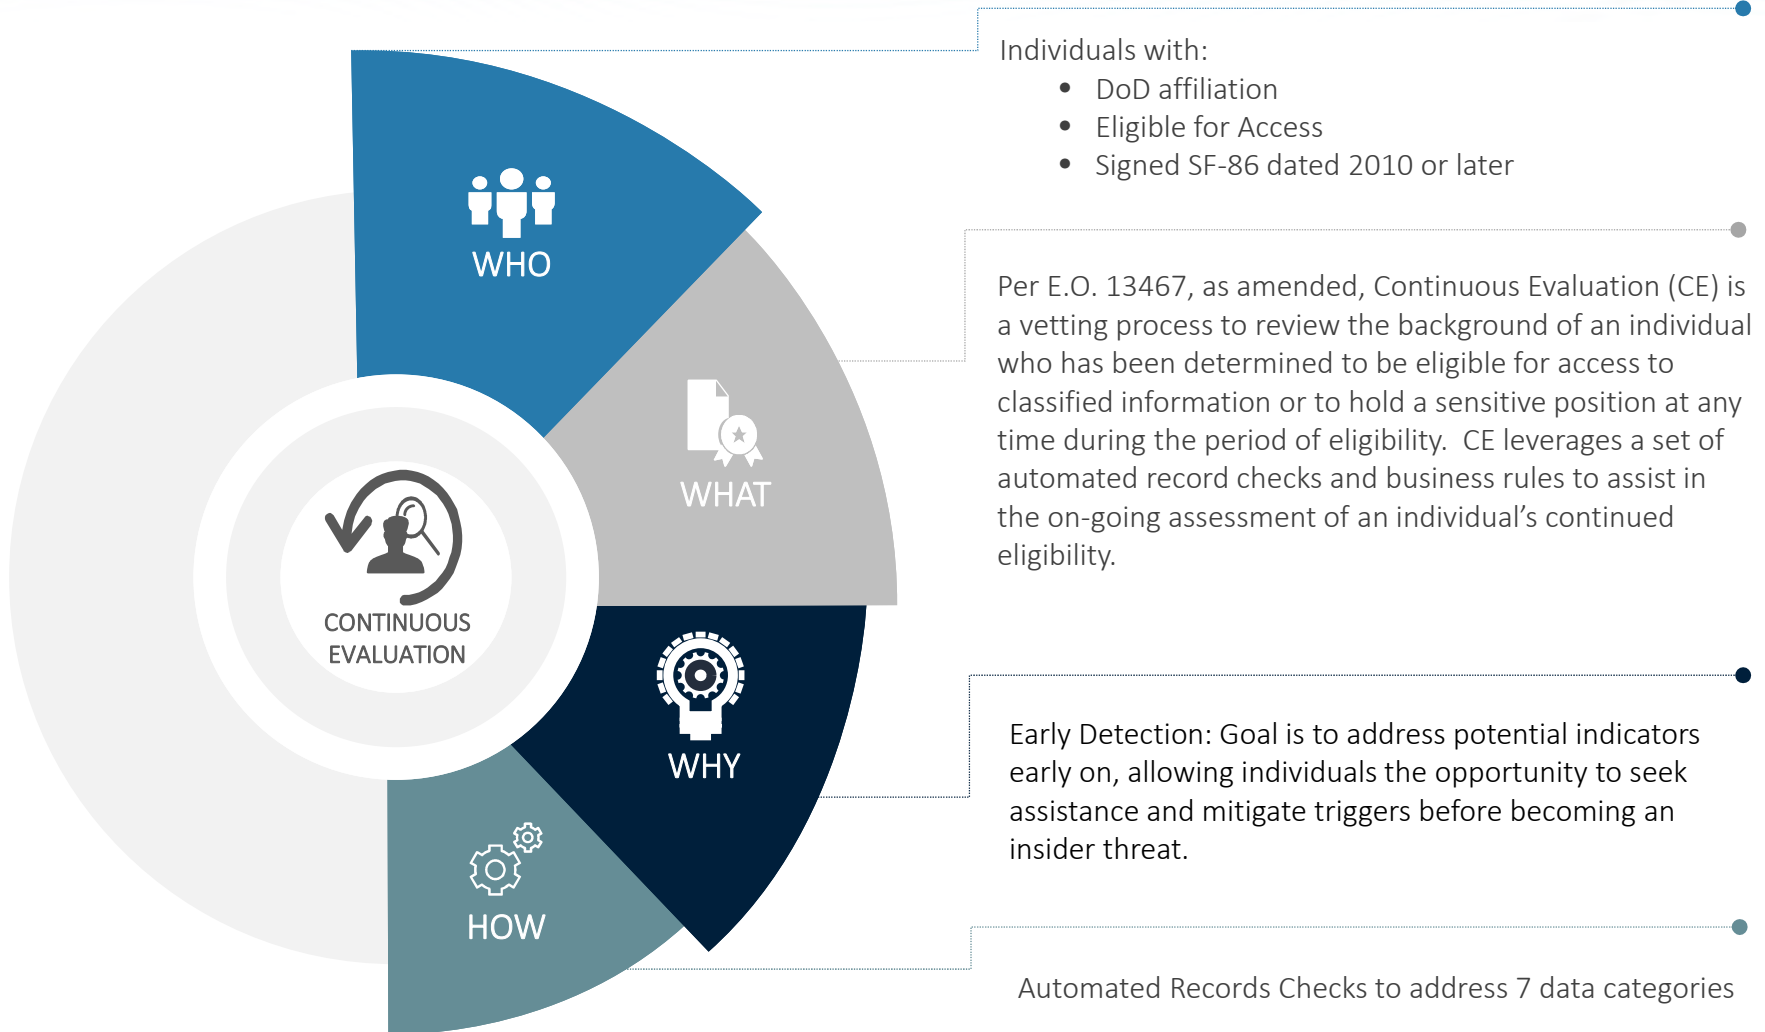 Individuals with:
• DoD affiliation
• Eligible for Access
• Signed SF-86 dated 2010 or later
WHO
Per E.O. 13467, as amended, Continuous Evaluation (CE) is
a vetting process to review the background of an individual
who has been determined to be eligible for access to
classified information or to hold a sensitive position at any
time during the period of eligibility.  CE leverages a set of
automated record checks and business rules to assist in
the on-going assessment of an individual’s continued
eligibility.
WHAT
CONTINUOUS
EVALUATION
Early Detection: Goal is to address potential indicators
early on, allowing individuals the opportunity to seek
assistance and mitigate triggers before becoming an
insider threat.
WHY
HOW
Automated Records Checks to address 7 data categories